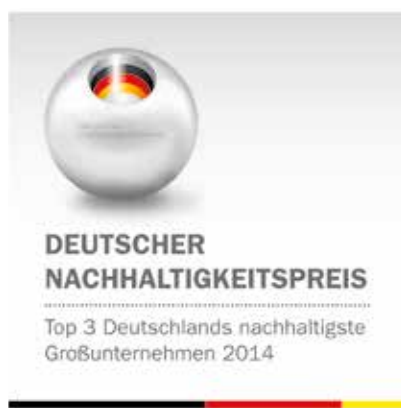 DEUTSCHER
NACHHALTIGKEITSPREIS
Top 3 Deutschlands nachhaltigste
Großunternehmen 2014